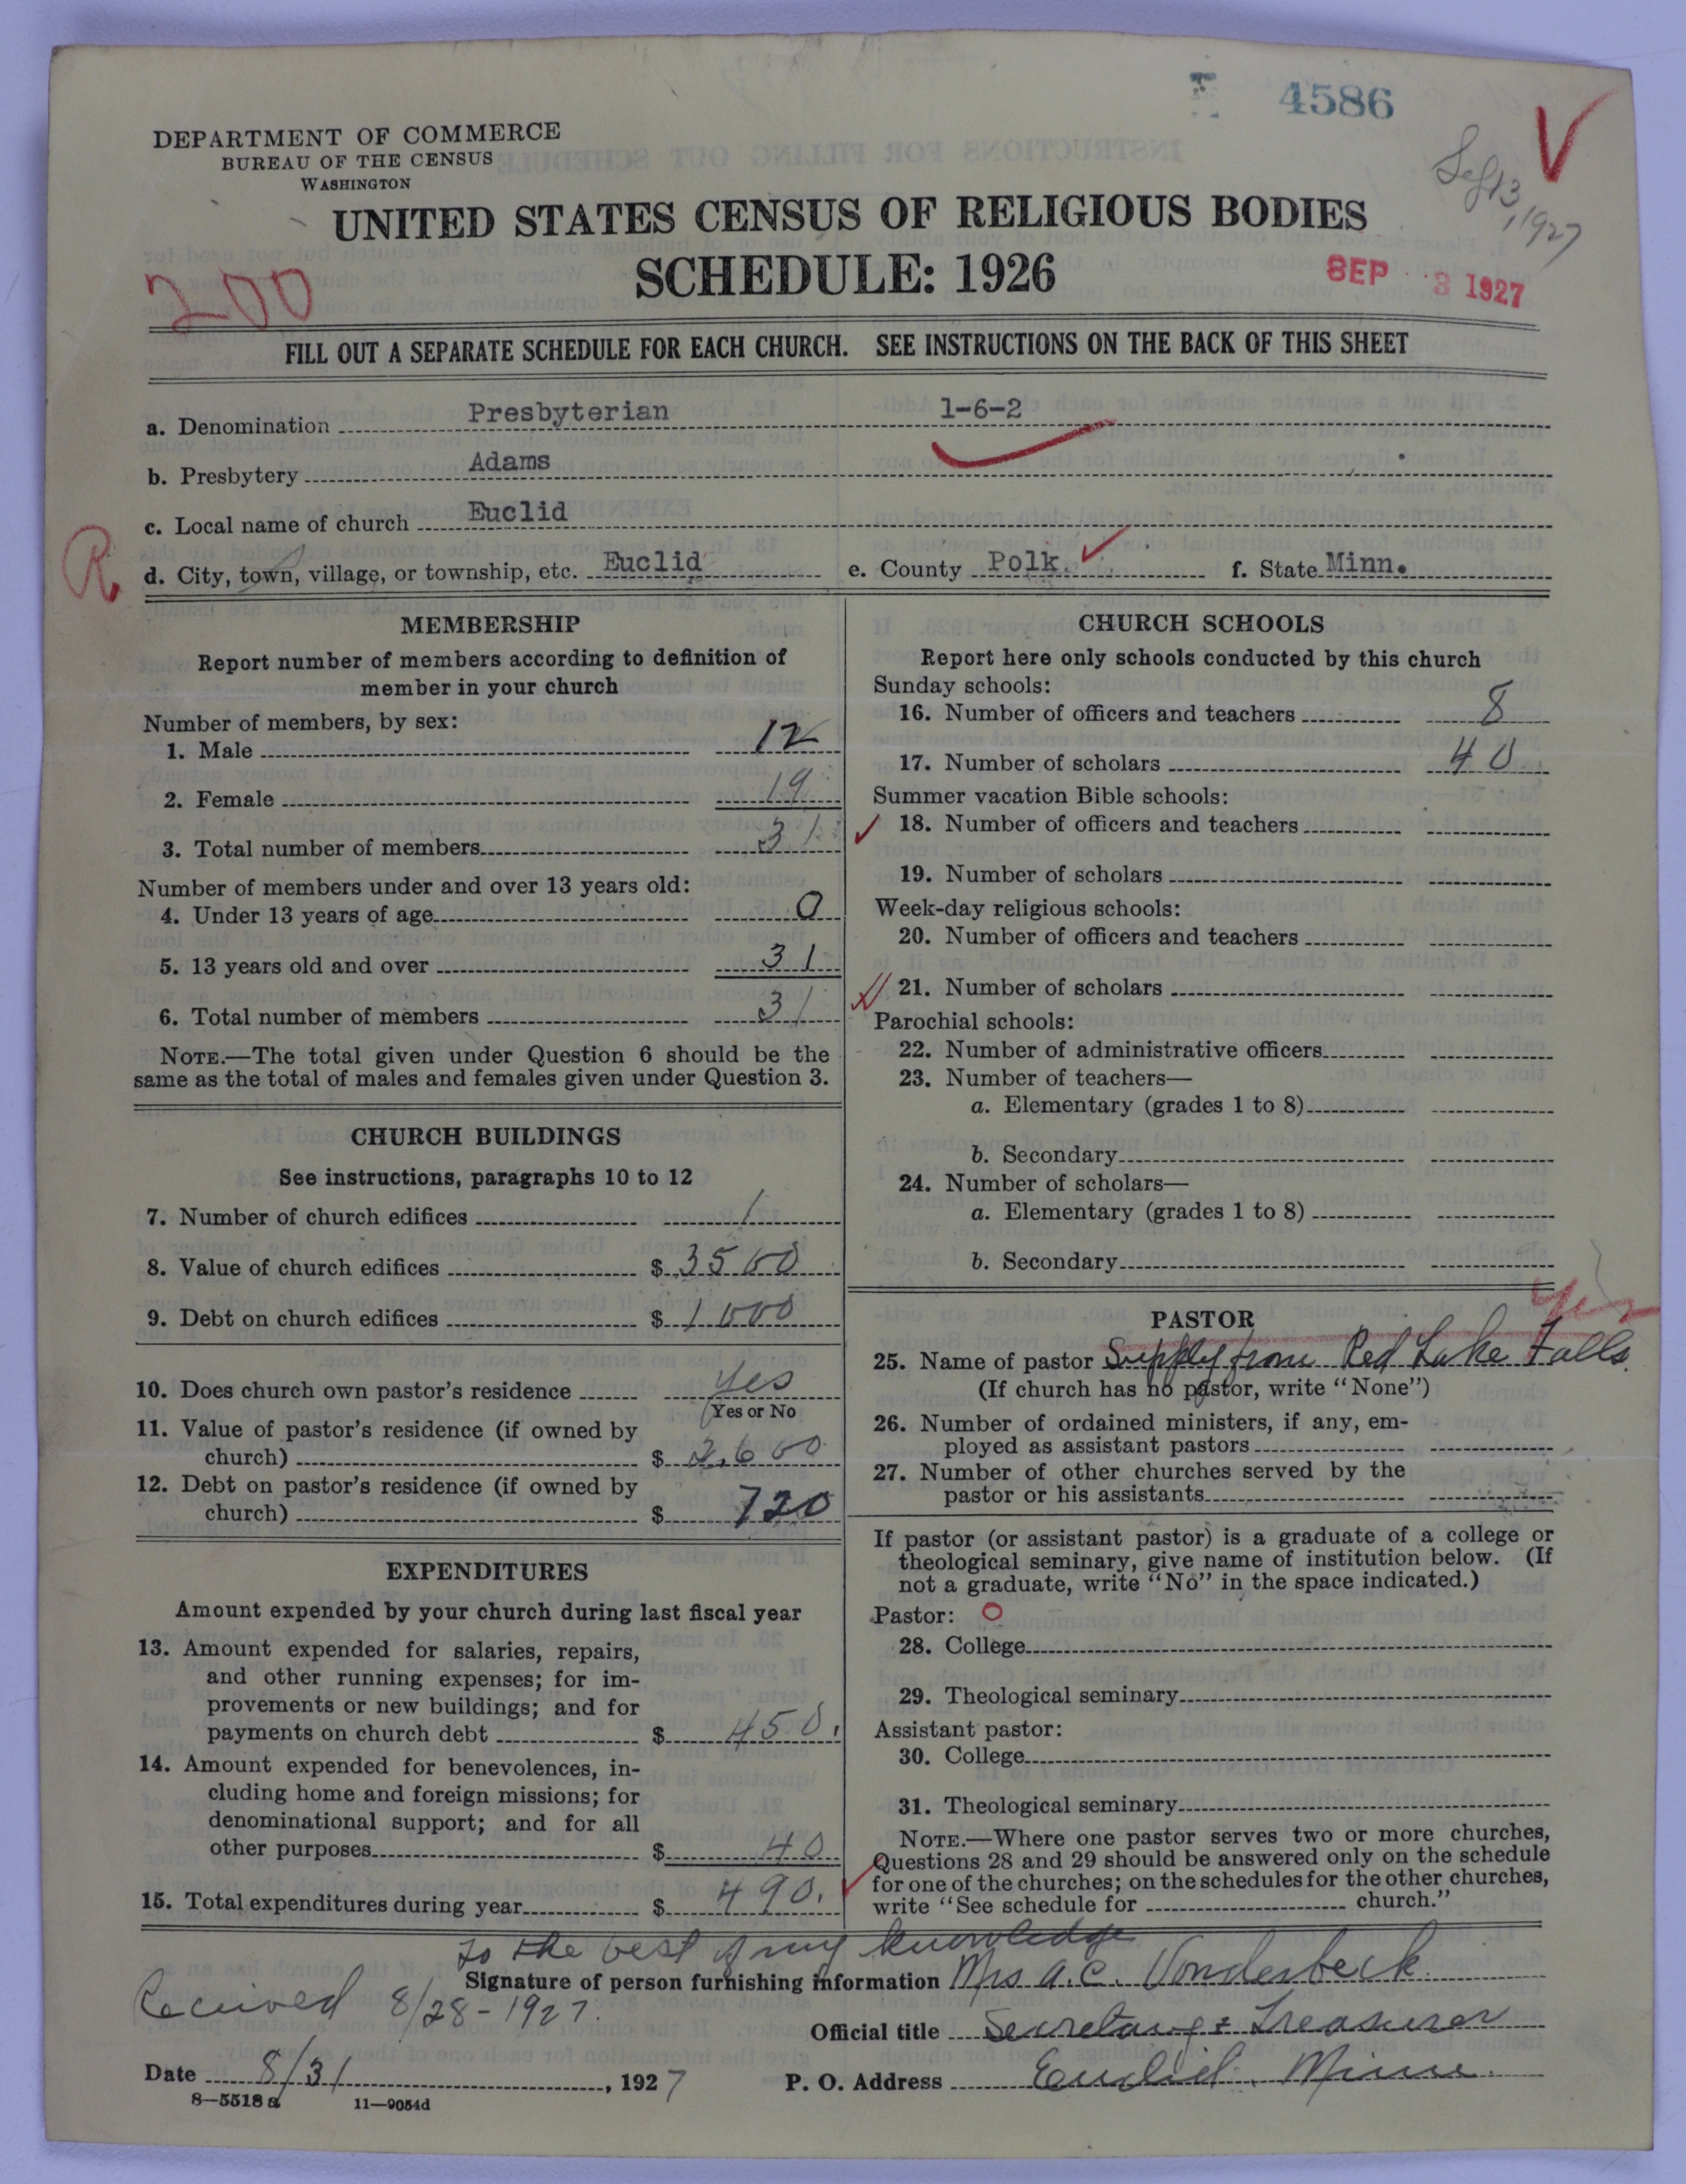 4586
V
DEPARTMENT OF COMMERCE
BUREAU OF THE CENSUS
WASHINGTON
Sep 13, 1927
UNITED STATES CENSUS OF RELIGIOUS BODIES
SCHEDULE: 1926
200
SEP 3 1927
FILL OUT A SEPARATE SCHEDULE FOR EACH CHURCH. SEE INSTRUCTIONS ON THE BACK OF THIS SHEET
a. Denomination Presbyterian 1-6-2
b. Presbytery Adams
c. Local name of church Euclid
R
d. City, town, village, or township, etc. Euclid e. County Polk f. State Minn.
MEMBERSHIP
Report number of members according to definition of
member in your church
Number of members, by sex:
1. Male 12
2. Female 19
3. Total number of members 31
Number of members under and over 13 years old:
4. Under 13 years of age 0
5. 13 years old and over 31
6. Total number of members 31
NOTE.—The total given under Question 6 should be the
same as the total of males and females given under Question 3.
CHURCH BUILDINGS
See instructions, paragraphs 10 to 12
7. Number of church edifices 1
8. Value of church edifices $ 3500
9. Debt on church edifices $ 1000
10. Does church own pastor's residence Yes
(Yes or No
11. Value of pastor's residence (if owned by
church) $ 2600
12. Debt on pastor's residence (if owned by
church) $ 720
EXPENDITURES
Amount expended by your church during last fiscal year
13. Amount expended for salaries, repairs,
and other running expenses; for im-
provements or new buildings; and for
payments on church debt $ 450.
14. Amount expended for benevolences, in-
cluding home and foreign missions; for
denominational support; and for all
other purposes $ 40
15. Total expenditures during year $ 490.
CHURCH SCHOOLS
Report here only schools conducted by this church
Sunday schools:
16. Number of officers and teachers 8
17. Number of scholars 40
Summer vacation Bible schools:
18. Number of officers and teachers
19. Number of scholars
Week-day religious schools:
20. Number of officers and teachers
21. Number of scholars
Parochial schools:
22. Number of administrative officers
23. Number of teachers—
a. Elementary (grades 1 to 8)
b. Secondary
24. Number of scholars—
a. Elementary (grades 1 to 8)
b. Secondary
Yes
PASTOR
25. Name of pastor Supply from Red Lake Falls
(If church has no pastor, write "None")
26. Number of ordained ministers, if any, em-
ployed as assistant pastors
27. Number of other churches served by the
pastor or his assistants
If pastor (or assistant pastor) is a graduate of a college or
theological seminary, give name of institution below. (If
not a graduate, write "No" in the space indicated.)
Pastor: O
28. College
29. Theological seminary
Assistant pastor:
30. College
31. Theological seminary
NOTE.—Where one pastor serves two or more churches,
Questions 28 and 29 should be answered only on the schedule
for one of the churches; on the schedules for the other churches,
write "See schedule for church."
to the best of my knowledge
Signature of person furnishing information Mrs A.C. Vonderbeck
Received 8/28-1927.
Official title Secretary & Treasurer
Date 8/31, 1927
P. O. Address Euclid. Minn.
8—5518 a 11—9054d